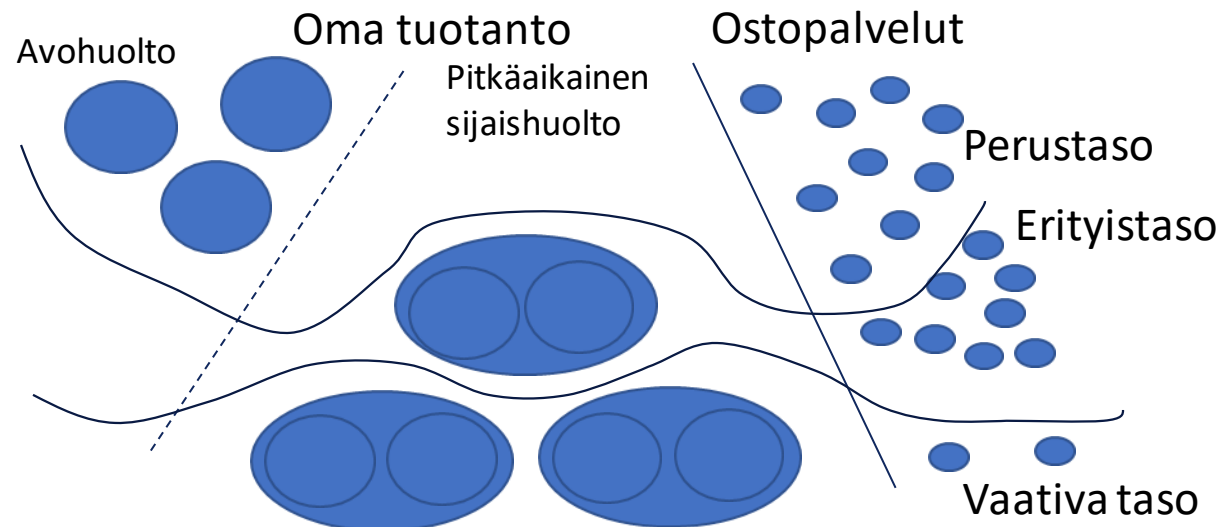 Avohuolto
Oma tuotanto
Pitkäaikainen
sijaishuolto
Ostopalvelut
Perustaso
Erityistaso
Vaativa taso